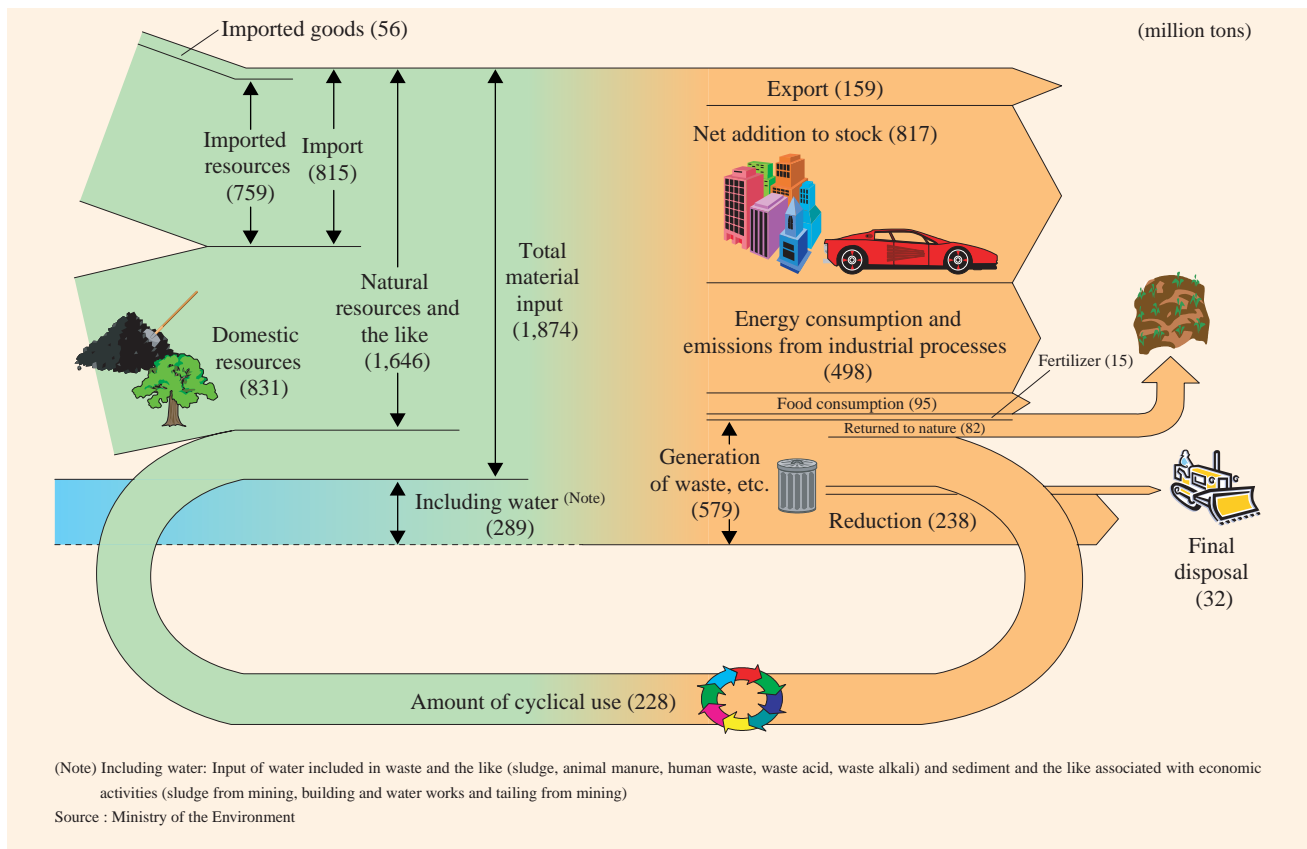 Imported goods (56)
(million tons)
Export (159)
Imported
resources
(759)
Import
(815)
Net addition to stock (817)
Total
material
input
(1,874)
Natural
resources and
the like
(1,646)
Domestic
resources
(831)
Energy consumption and
emissions from industrial processes
(498)
Fertilizer (15)
Food consumption (95)
Returned to nature (82)
Generation
of waste, etc.
(579)
Including water (Note)
(289)
Reduction (238)
Final
disposal
(32)
Amount of cyclical use (228)
(Note) Including water: Input of water included in waste and the like (sludge, animal manure, human waste, waste acid, waste alkali) and sediment and the like associated with economic
activities (sludge from mining, building and water works and tailing from mining)
Source : Ministry of the Environment